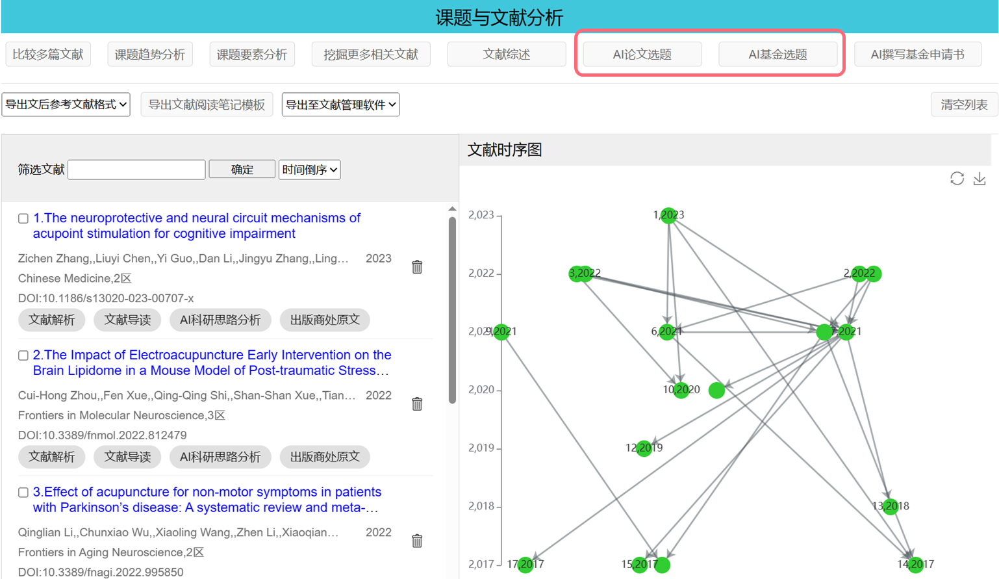 课题与文献分析
比较多篇文献 课题趋势分析 课题要素分析 挖掘更多相关文献 文献综述 AI论文选题 AI基金选题 AI撰写基金申请书
导出文后参考文献格式 导出文献阅读笔记模板 导出至文献管理软件 清空列表
筛选文献 确定 时间倒序
1.The neuroprotective and neural circuit mechanisms of
acupoint stimulation for cognitive impairment
Zichen Zhang,,Liuyi Chen,,Yi Guo,,Dan Li,,Jingyu Zhang,,Ling… 2023
Chinese Medicine,2区
DOI:10.1186/s13020-023-00707-x
文献解析 文献导读 AI科研思路分析 出版商处原文
2.The Impact of Electroacupuncture Early Intervention on the
Brain Lipidome in a Mouse Model of Post-traumatic Stress…
Cui-Hong Zhou,,Fen Xue,,Qing-Qing Shi,,Shan-Shan Xue,,Tian… 2022
Frontiers in Molecular Neuroscience,3区
DOI:10.3389/fnmol.2022.812479
文献解析 文献导读 AI科研思路分析 出版商处原文
3.Effect of acupuncture for non-motor symptoms in patients
with Parkinson’s disease: A systematic review and meta-…
Qinglian Li,,Chunxiao Wu,,Xiaoling Wang,,Zhen Li,,Xiaoqian… 2022
Frontiers in Aging Neuroscience,2区
DOI:10.3389/fnagi.2022.995850
文献时序图
2,023 1,2023
2,022 3,2022 2,2022
2,021 9,2021 6,2021 7,2021
2,020 10,2020
2,019 12,2019
2,018 13,2018
2,017 17,2017 15,2017 14,2017